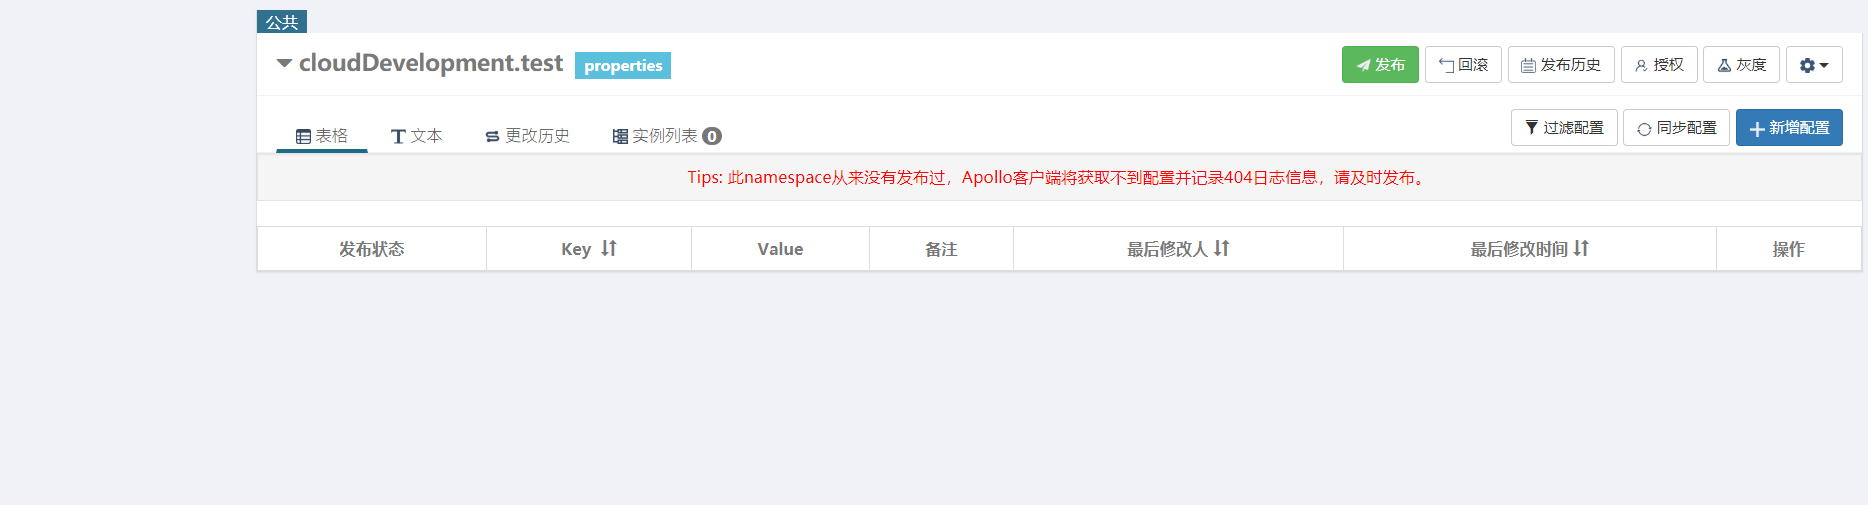 公共
cloudDevelopment.test properties 发布 回滚 发布历史 授权 灰度
表格 文本 更改历史 实例列表 0 过滤配置 同步配置 新增配置
Tips: 此namespace从来没有发布过，Apollo客户端将获取不到配置并记录404日志信息，请及时发布。
发布状态 Key Value 备注 最后修改人 最后修改时间 操作